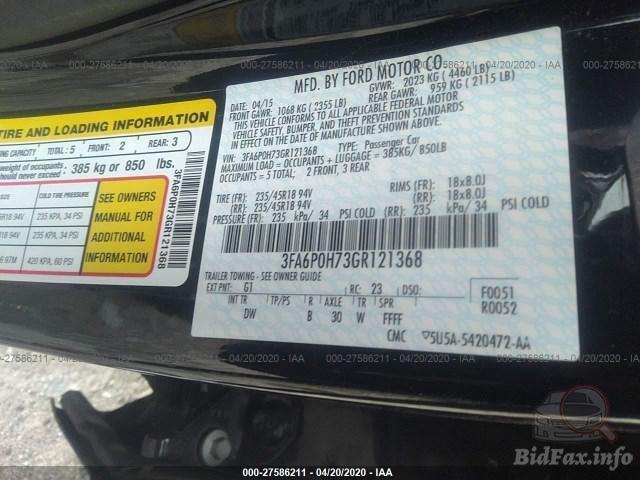 000-27586211 - 04/20/2020 - IAA
TIRE AND LOADING INFORMATION
TOTAL : 5 FRONT: 2 REAR: 3
385 kg or 850 lbs.
COLD TIRE PRESSURE
235 KPA, 34 PSI
235 KPA, 34 PSI
420 KPA, 60 PSI
SEE OWNERS
MANUAL FOR
ADDITIONAL
INFORMATION
3FA6P0H73GR121368
MFD. BY FORD MOTOR CO.
DATE: 04/15 GVWR: 2023 KG ( 4460 LB)
FRONT GAWR: 1068 KG ( 2355 LB) REAR GAWR: 959 KG ( 2115 LB)
THIS VEHICLE CONFORMS TO ALL APPLICABLE FEDERAL MOTOR
VEHICLE SAFETY, BUMPER, AND THEFT PREVENTION STANDARDS
IN EFFECT ON THE DATE OF MANUFACTURE SHOWN ABOVE.
VIN: 3FA6P0H73GR121368 TYPE: Passenger Car
MAXIMUM LOAD = OCCUPANTS + LUGGAGE = 385KG/ 850LB
OCCUPANTS = 5 TOTAL: 2 FRONT, 3 REAR
TIRE (FR): 235/45R18 94V RIMS (FR): 18x8.0J
(RR): 235/45R18 94V (RR): 18x8.0J
PRESSURE (FR): 235 kPa/ 34 PSI COLD (RR): 235 kPa / 34 PSI COLD
3FA6P0H73GR121368
TRAILER TOWING - SEE OWNER GUIDE
EXT PNT: G1 RC: 23 DSO:
INT TR TP/PS R AXLE TR SPR
DW B 30 W FFFF
F0051
R0052
CMC 5U5A-5420472-AA
000-27586211 - 04/20/2020 - IAA
BidFax.info
000-27586211 - 04/20/2020 - IAA